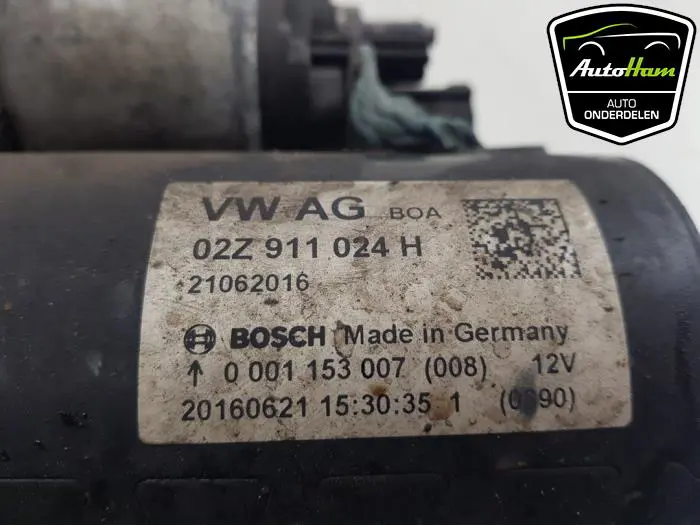 AutoHam
AUTO
ONDERDELEN
VW AG BOA
02Z 911 024 H
21062016
BOSCH Made in Germany
↑ 0 001 153 007 (008) 12V
20160621 15:30:35 1 (0390)